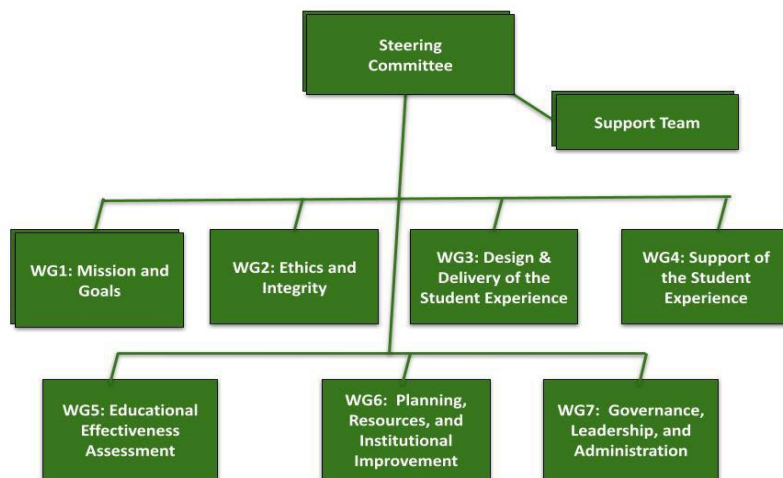 Steering
Committee
Support Team
WG1: Mission and
Goals
WG2: Ethics and
Integrity
WG3: Design &
Delivery of the
Student Experience
WG4: Support of
the Student
Experience
WG5: Educational
Effectiveness
Assessment
WG6:  Planning,
Resources, and
Institutional
Improvement
WG7:  Governance,
Leadership, and
Administration